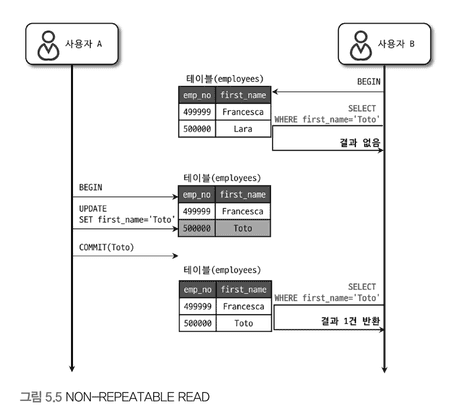 사용자 A
사용자 B
테이블(employees)
BEGIN
emp_no first_name
499999 Francesca
500000 Lara
SELECT
WHERE first_name='Toto'
결과 없음
BEGIN
테이블(employees)
emp_no first_name
UPDATE
SET first_name='Toto'
499999 Francesca
500000 Toto
COMMIT(Toto)
테이블(employees)
emp_no first_name
499999 Francesca
500000 Toto
SELECT
WHERE first_name='Toto'
결과 1건 반환
그림 5.5 NON-REPEATABLE READ